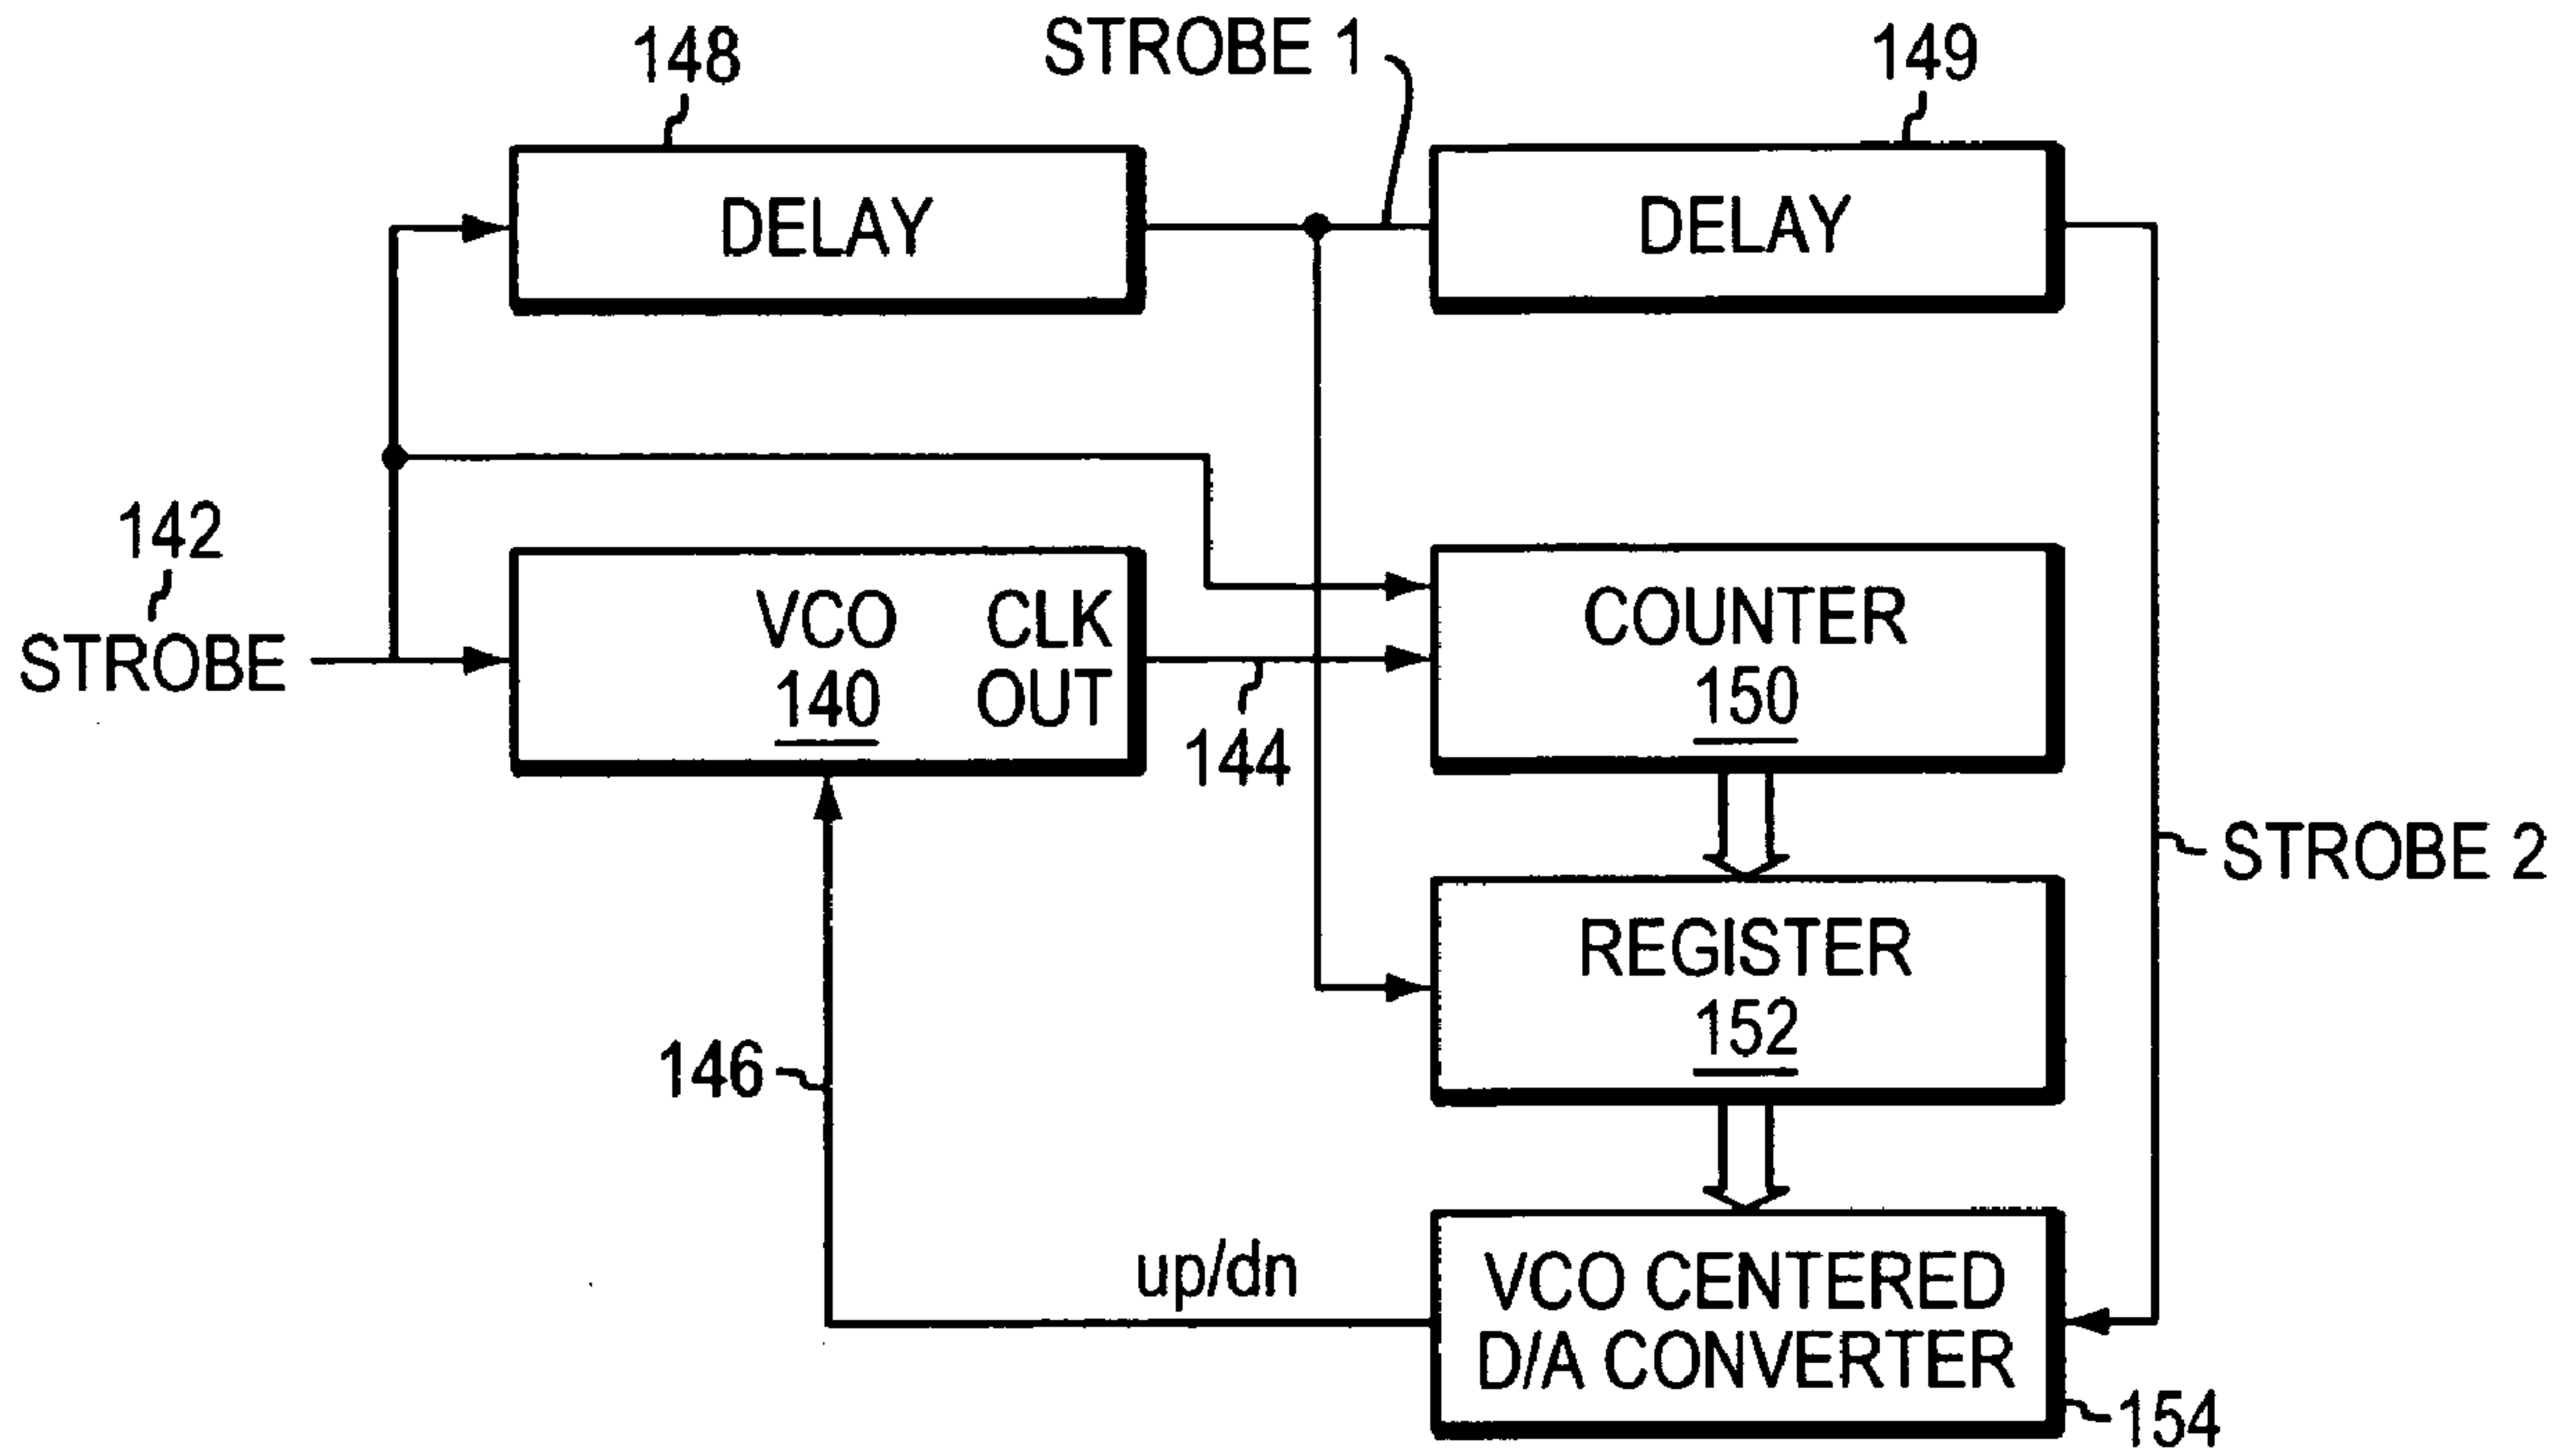 148
STROBE 1
149
DELAY
DELAY
142
STROBE
VCO
140
CLK
OUT
144
COUNTER
150
STROBE 2
REGISTER
152
146
up/dn
VCO CENTERED
D/A CONVERTER
154